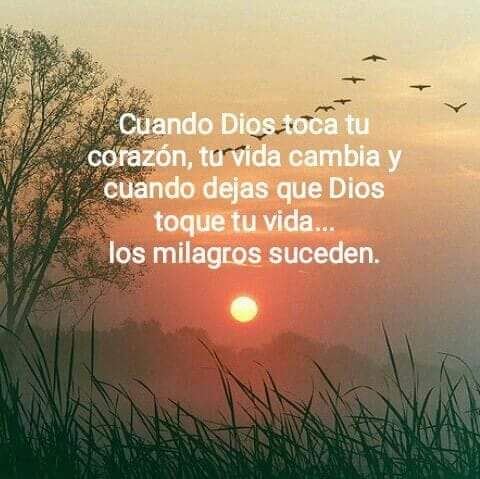 Cuando Dios toca tu
corazón, tu vida cambia y
cuando dejas que Dios
toque tu vida...
los milagros suceden.